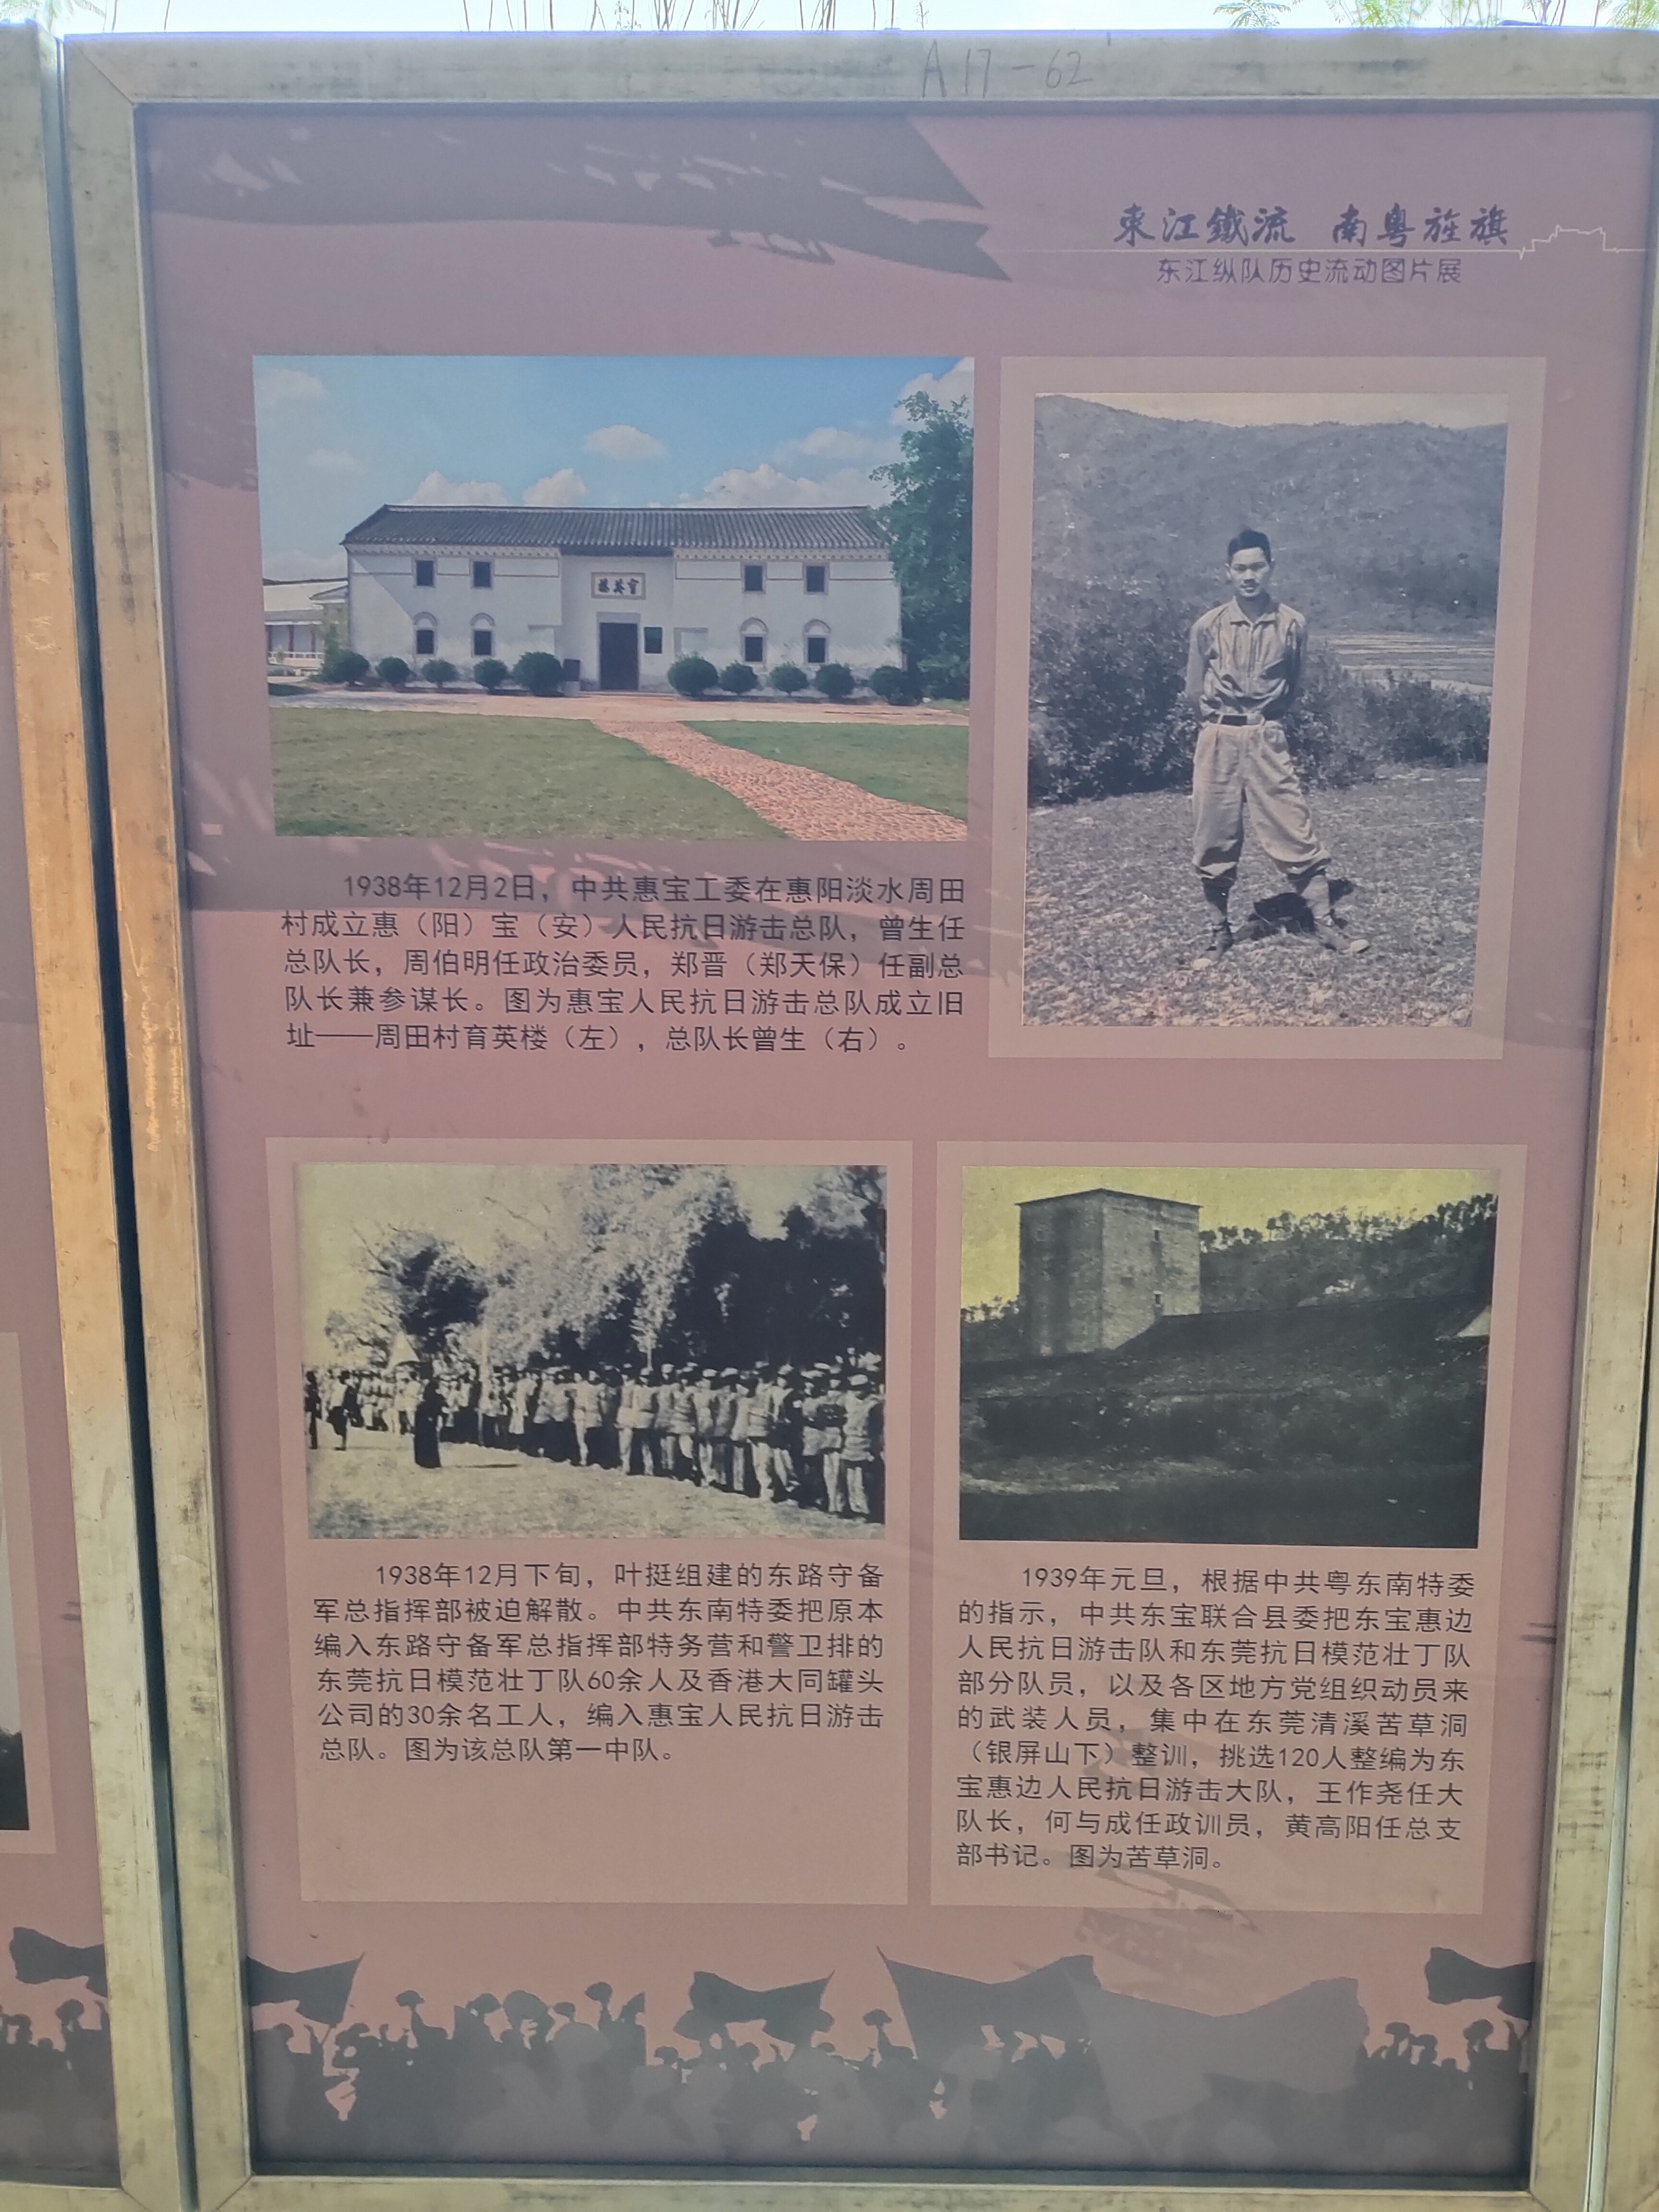 A17-62
東江鐵流 南粤旌旗
东江纵队历史流动图片展
樓英育
1938年12月2日，中共惠宝工委在惠阳淡水周田
村成立惠（阳）宝（安）人民抗日游击总队，曾生任
总队长，周伯明任政治委员，郑晋（郑天保）任副总
队长兼参谋长。图为惠宝人民抗日游击总队成立旧
址——周田村育英楼（左），总队长曾生（右）。
1938年12月下旬，叶挺组建的东路守备
军总指挥部被迫解散。中共东南特委把原本
编入东路守备军总指挥部特务营和警卫排的
东莞抗日模范壮丁队60余人及香港大同罐头
公司的30余名工人，编入惠宝人民抗日游击
总队。图为该总队第一中队。
1939年元旦，根据中共粤东南特委
的指示，中共东宝联合县委把东宝惠边
人民抗日游击队和东莞抗日模范壮丁队
部分队员，以及各区地方党组织动员来
的武装人员，集中在东莞清溪苦草洞
（银屏山下）整训，挑选120人整编为东
宝惠边人民抗日游击大队，王作尧任大
队长，何与成任政训员，黄高阳任总支
部书记。图为苦草洞。